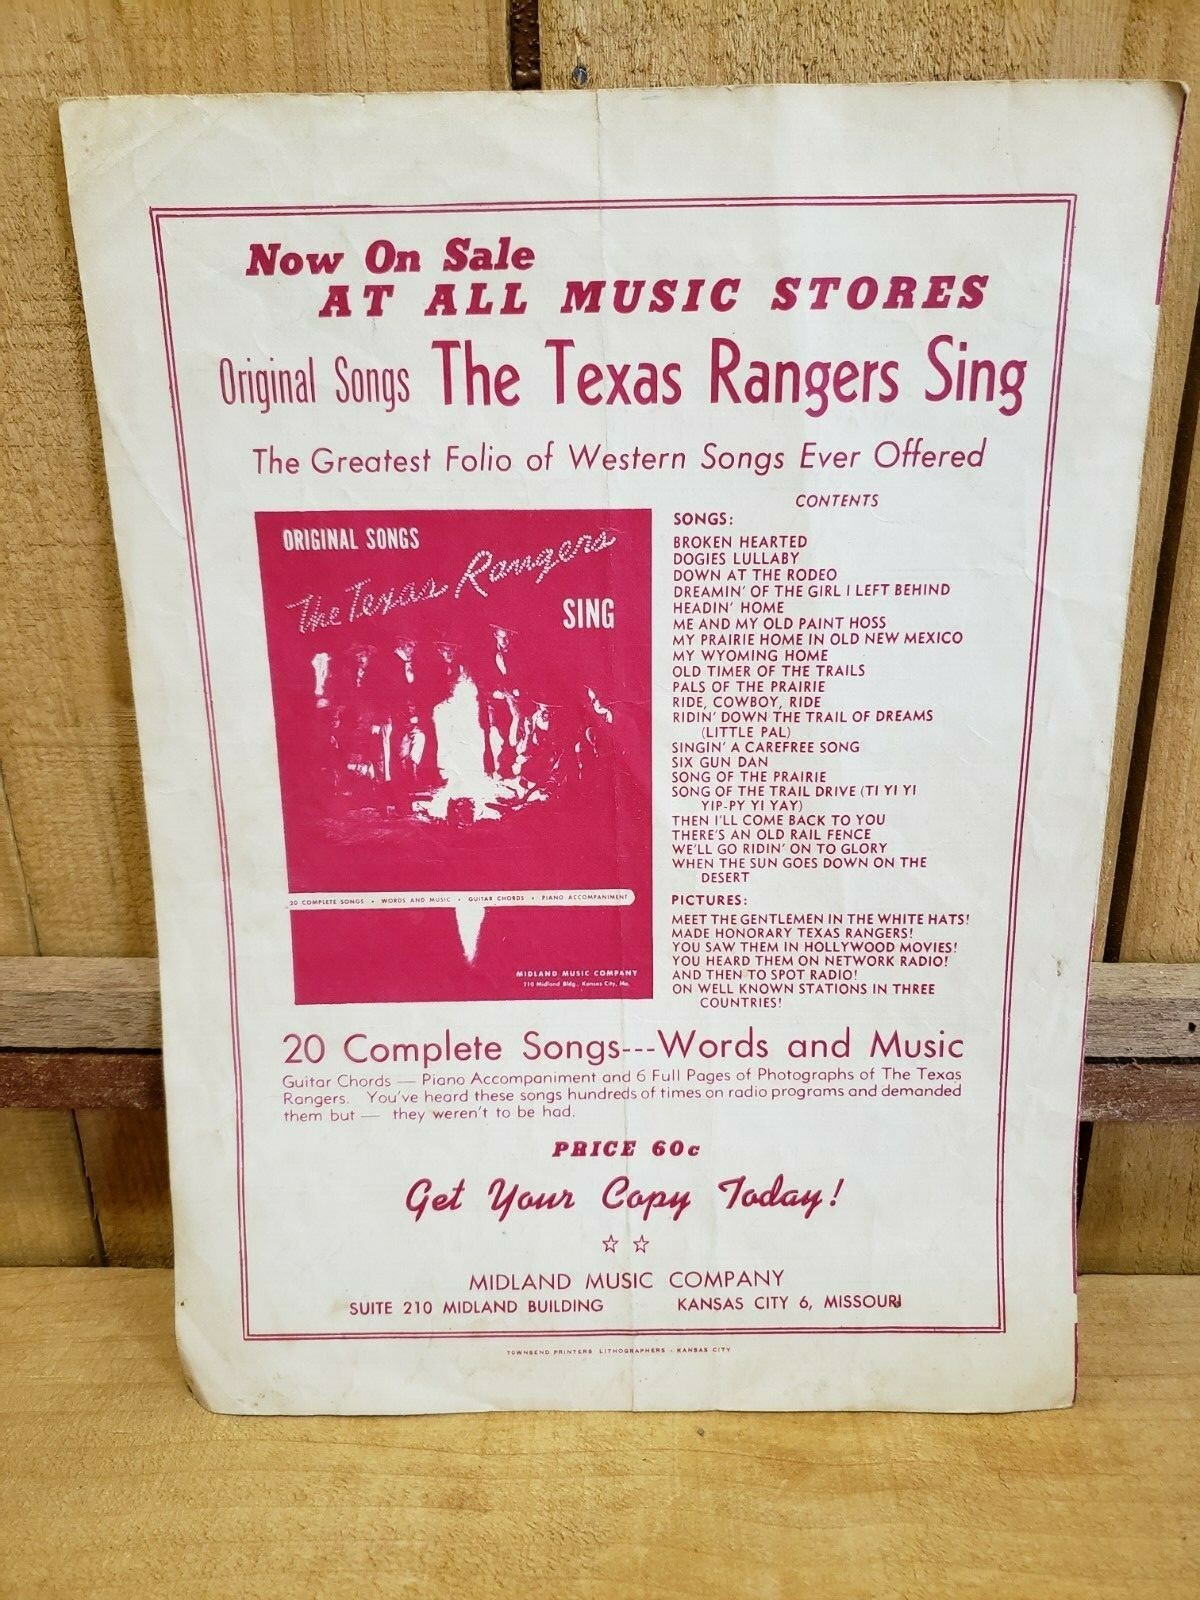 Now On Sale
AT ALL MUSIC STORES
Original Songs The Texas Rangers Sing
The Greatest Folio of Western Songs Ever Offered
ORIGINAL SONGS
The Texas Rangers
SING
20 COMPLETE SONGS • WORDS AND MUSIC • GUITAR CHORDS • PIANO ACCOMPANIMENT
MIDLAND MUSIC COMPANY
210 Midland Bldg., Kansas City, Mo.
CONTENTS
SONGS:
BROKEN HEARTED
DOGIES LULLABY
DOWN AT THE RODEO
DREAMIN' OF THE GIRL I LEFT BEHIND
HEADIN' HOME
ME AND MY OLD PAINT HOSS
MY PRAIRIE HOME IN OLD NEW MEXICO
MY WYOMING HOME
OLD TIMER OF THE TRAILS
PALS OF THE PRAIRIE
RIDE, COWBOY, RIDE
RIDIN' DOWN THE TRAIL OF DREAMS
(LITTLE PAL)
SINGIN' A CAREFREE SONG
SIX GUN DAN
SONG OF THE PRAIRIE
SONG OF THE TRAIL DRIVE (TI YI YI
YIP-PY YI YAY)
THEN I'LL COME BACK TO YOU
THERE'S AN OLD RAIL FENCE
WE'LL GO RIDIN' ON TO GLORY
WHEN THE SUN GOES DOWN ON THE
DESERT
PICTURES:
MEET THE GENTLEMEN IN THE WHITE HATS!
MADE HONORARY TEXAS RANGERS!
YOU SAW THEM IN HOLLYWOOD MOVIES!
YOU HEARD THEM ON NETWORK RADIO!
AND THEN TO SPOT RADIO!
ON WELL KNOWN STATIONS IN THREE
COUNTRIES!
20 Complete Songs---Words and Music
Guitar Chords — Piano Accompaniment and 6 Full Pages of Photographs of The Texas
Rangers. You've heard these songs hundreds of times on radio programs and demanded
them but — they weren't to be had.
PRICE 60c
Get Your Copy Today!
☆ ☆
MIDLAND MUSIC COMPANY
SUITE 210 MIDLAND BUILDING KANSAS CITY 6, MISSOURI
TOWNSEND PRINTERS LITHOGRAPHERS - KANSAS CITY